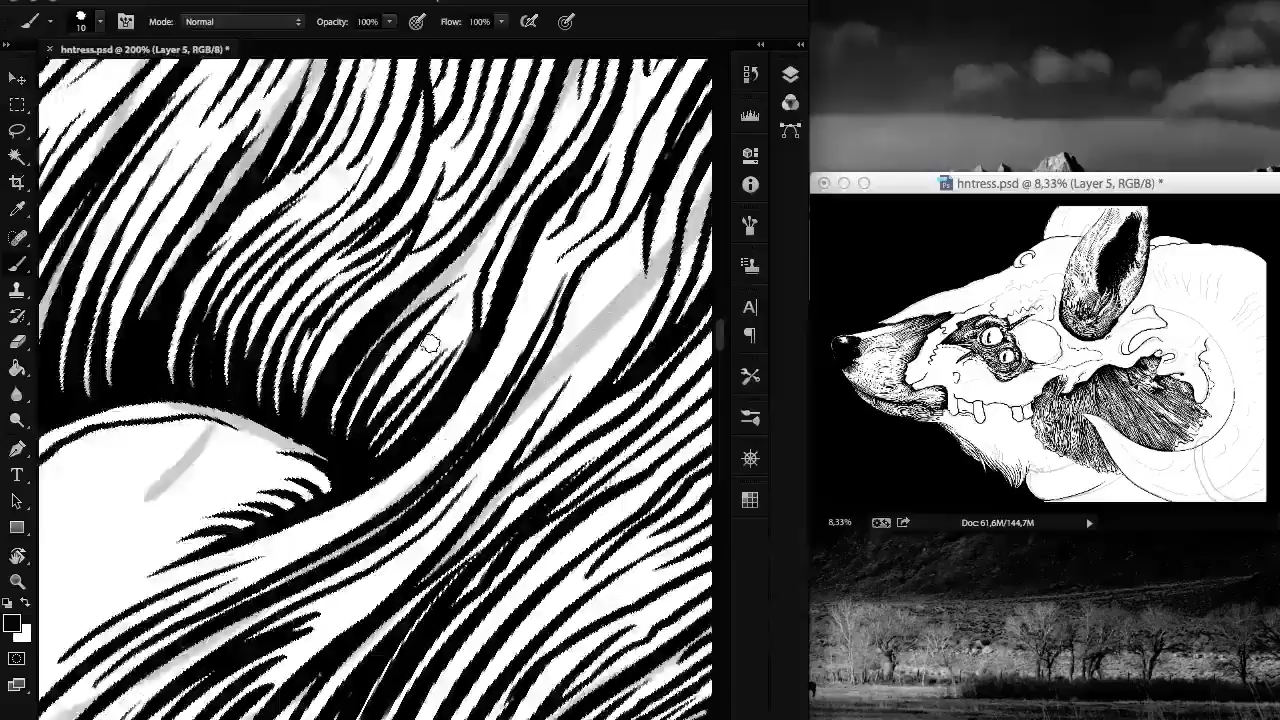 10
Mode: Normal
Opacity: 100%
Flow: 100%
hntress.psd @ 200% (Layer 5, RGB/8) *
hntress.psd @ 8,33% (Layer 5, RGB/8) *
8,33%
Doc: 61,6M/144,7M